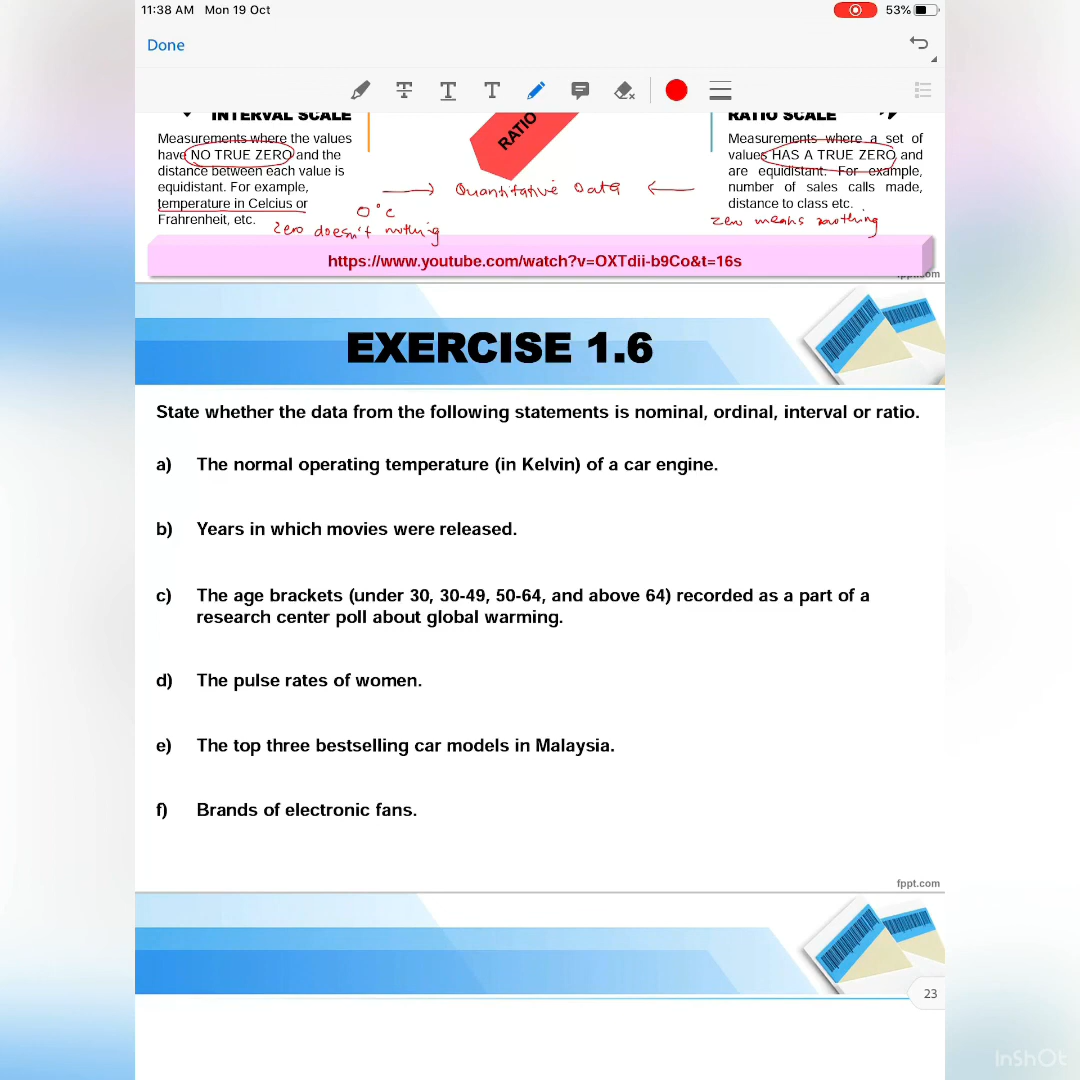 11:38 AM Mon 19 Oct
53%
Done
INTERVAL SCALE
Measurements where the values
have NO TRUE ZERO and the
distance between each value is
equidistant. For example,
temperature in Celcius or
Frahrenheit, etc.
0°c
Zero doesn't nothing
RATIO
Quantitative Data
RATIO SCALE
Measurements where a set of
values HAS A TRUE ZERO and
are equidistant. For example,
number of sales calls made,
distance to class etc.
zero means nothing
https://www.youtube.com/watch?v=OXTdii-b9Co&t=16s
fppt.com
EXERCISE 1.6
State whether the data from the following statements is nominal, ordinal, interval or ratio.
a) The normal operating temperature (in Kelvin) of a car engine.
b) Years in which movies were released.
c) The age brackets (under 30, 30-49, 50-64, and above 64) recorded as a part of a
research center poll about global warming.
d) The pulse rates of women.
e) The top three bestselling car models in Malaysia.
f) Brands of electronic fans.
fppt.com
23
InShOt